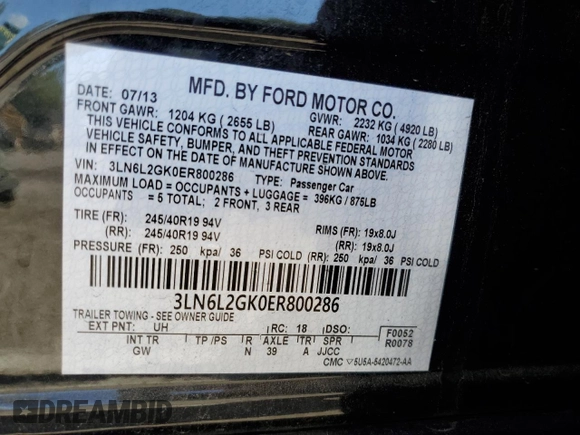 MFD. BY FORD MOTOR CO.
DATE: 07/13 GVWR: 2232 KG ( 4920 LB)
FRONT GAWR: 1204 KG ( 2655 LB) REAR GAWR: 1034 KG ( 2280 LB)
THIS VEHICLE CONFORMS TO ALL APPLICABLE FEDERAL MOTOR
VEHICLE SAFETY, BUMPER, AND THEFT PREVENTION STANDARDS
IN EFFECT ON THE DATE OF MANUFACTURE SHOWN ABOVE.
VIN: 3LN6L2GK0ER800286 TYPE: Passenger Car
MAXIMUM LOAD = OCCUPANTS + LUGGAGE = 396KG / 875LB
OCCUPANTS = 5 TOTAL; 2 FRONT, 3 REAR
TIRE (FR): 245/40R19 94V RIMS (FR): 19x8.0J
(RR): 245/40R19 94V (RR): 19x8.0J
PRESSURE (FR): 250 kpa/ 36 PSI COLD (RR): 250 kpa/ 36 PSI COLD
3LN6L2GK0ER800286
TRAILER TOWING - SEE OWNER GUIDE
EXT PNT: UH RC: 18 DSO: F0052
INT TR TP/PS R AXLE TR SPR R0078
GW N 39 A JJCC
CMC ▽5U5A-5420472-AA
DREAMBID